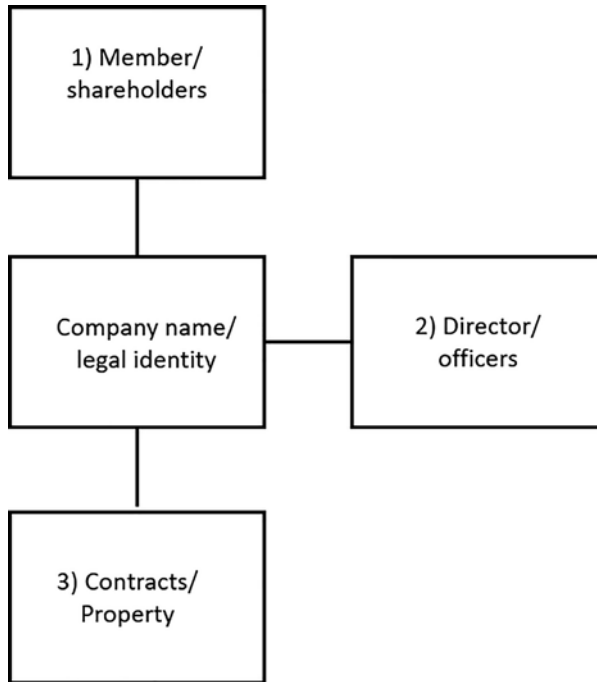 1) Member/
shareholders
Company name/
legal identity
2) Director/
officers
3) Contracts/
Property